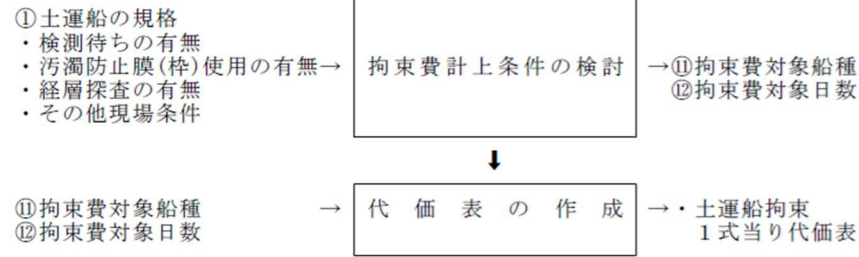 ①土運船の規格
・検測待ちの有無
・汚濁防止膜(枠)使用の有無→ 拘束費計上条件の検討 →⑪拘束費対象船種
・経層探査の有無 ⑫拘束費対象日数
・その他現場条件
⬇
⑪拘束費対象船種 → 代価表の作成 →・土運船拘束
⑫拘束費対象日数 1式当り代価表